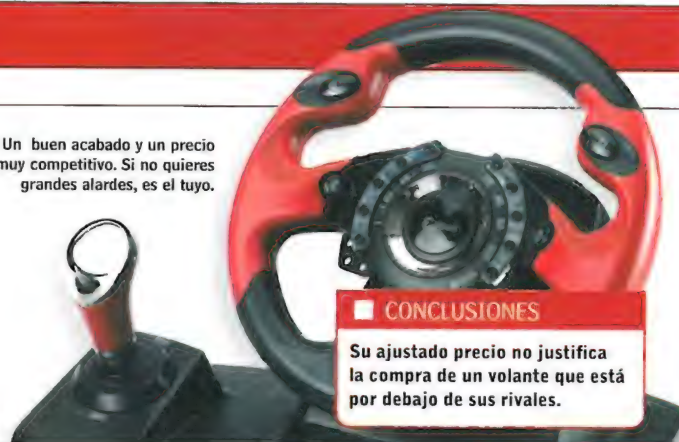 Un buen acabado y un precio
muy competitivo. Si no quieres
grandes alardes, es el tuyo.
CONCLUSIONES
Su ajustado precio no justifica
la compra de un volante que está
por debajo de sus rivales.